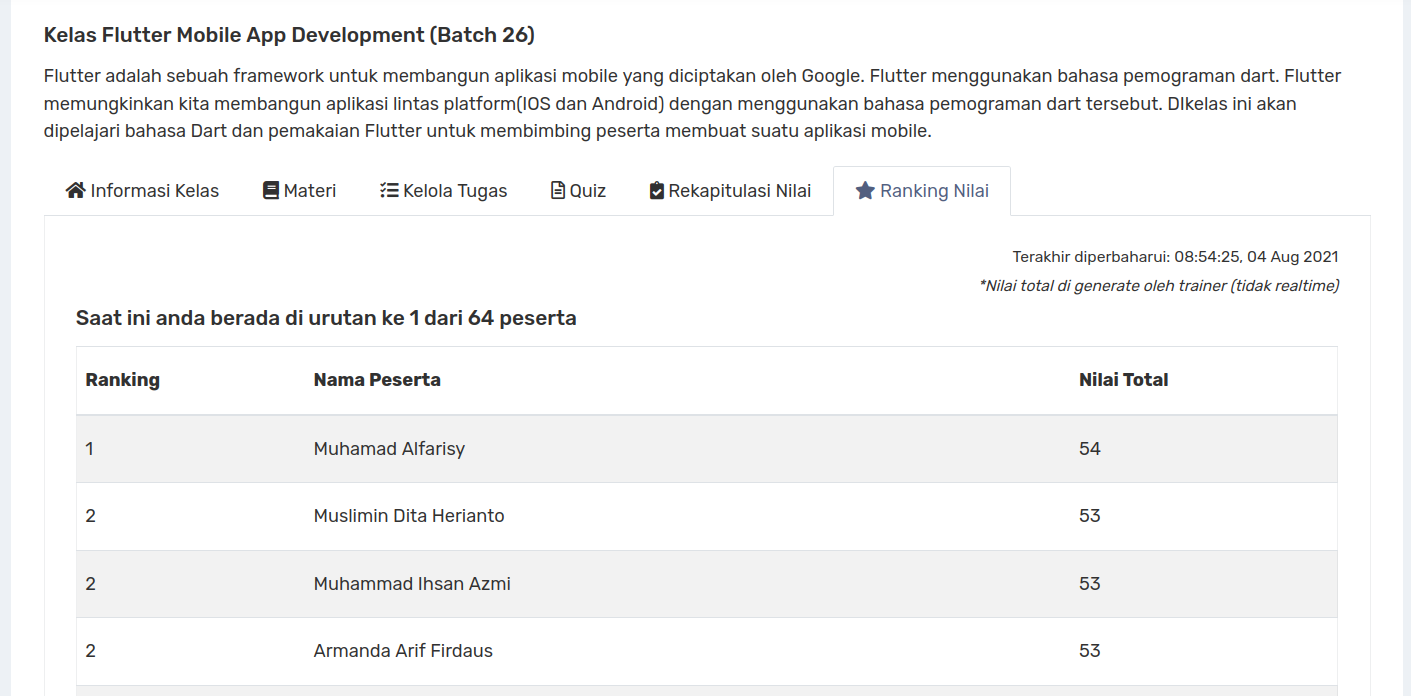 Kelas Flutter Mobile App Development (Batch 26)
Flutter adalah sebuah framework untuk membangun aplikasi mobile yang diciptakan oleh Google. Flutter menggunakan bahasa pemograman dart. Flutter
memungkinkan kita membangun aplikasi lintas platform(IOS dan Android) dengan menggunakan bahasa pemograman dart tersebut. DIkelas ini akan
dipelajari bahasa Dart dan pemakaian Flutter untuk membimbing peserta membuat suatu aplikasi mobile.
Informasi Kelas Materi Kelola Tugas Quiz Rekapitulasi Nilai Ranking Nilai
Terakhir diperbaharui: 08:54:25, 04 Aug 2021
*Nilai total di generate oleh trainer (tidak realtime)
Saat ini anda berada di urutan ke 1 dari 64 peserta
Ranking Nama Peserta Nilai Total
1 Muhamad Alfarisy 54
2 Muslimin Dita Herianto 53
2 Muhammad Ihsan Azmi 53
2 Armanda Arif Firdaus 53